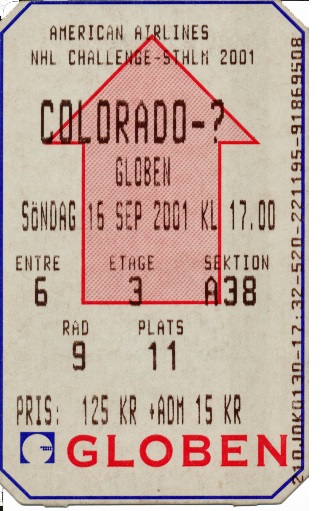 AMERICAN AIRLINES
NHL CHALLENGE-STHLM 2001
COLORADO-?
GLOBEN
SÖNDAG 16 SEP 2001 KL 17.00
ENTRE ETAGE SEKTION
6 3 A38
RAD PLATS
9 11
PRIS: 125 KR +ADM 15 KR
GLOBEN